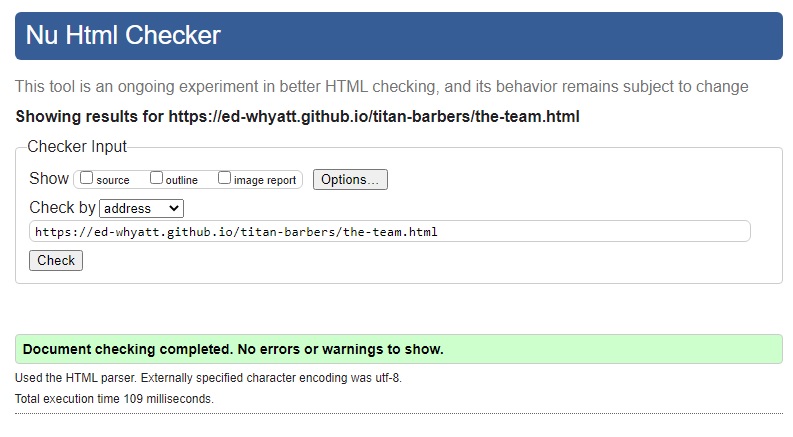 Nu Html Checker
This tool is an ongoing experiment in better HTML checking, and its behavior remains subject to change
Showing results for https://ed-whyatt.github.io/titan-barbers/the-team.html
Checker Input
Show source outline image report Options...
Check by address
https://ed-whyatt.github.io/titan-barbers/the-team.html
Check
Document checking completed. No errors or warnings to show.
Used the HTML parser. Externally specified character encoding was utf-8.
Total execution time 109 milliseconds.